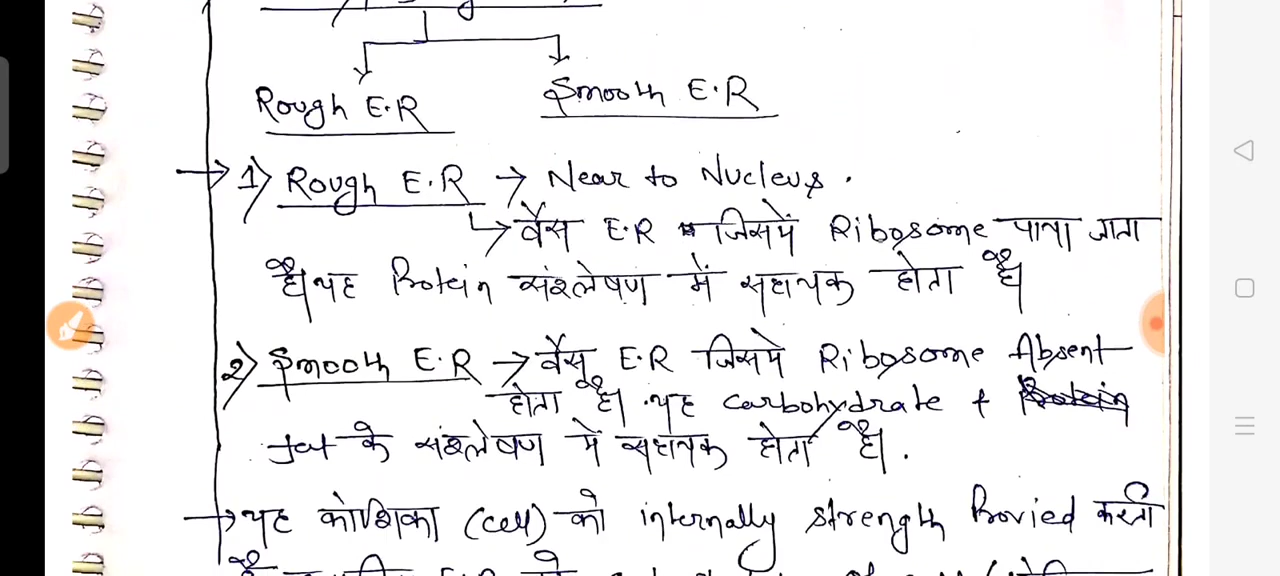 Rough E.R
Smooth E.R
1) Rough E.R → Near to Nucleus.
↳ वैस E.R जिसमें Ribosome पाया जाता
है। यह Protein संश्लेषण में सहायक होता है।
2) Smooth E.R → वैसे E.R जिसमे Ribosome Absent
होता है। यह carbohydrate + Protein
fat के संश्लेषण में सहायक होता है।.
→ यह कोशिका (cell) को internally strength Provied करती
है